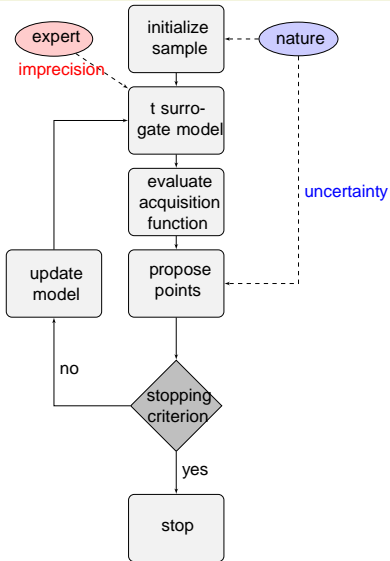 initialize
sample
expert
nature
imprecision
t surro-
gate model
evaluate
acquisition
function
uncertainty
update
model
propose
points
no
stopping
criterion
yes
stop